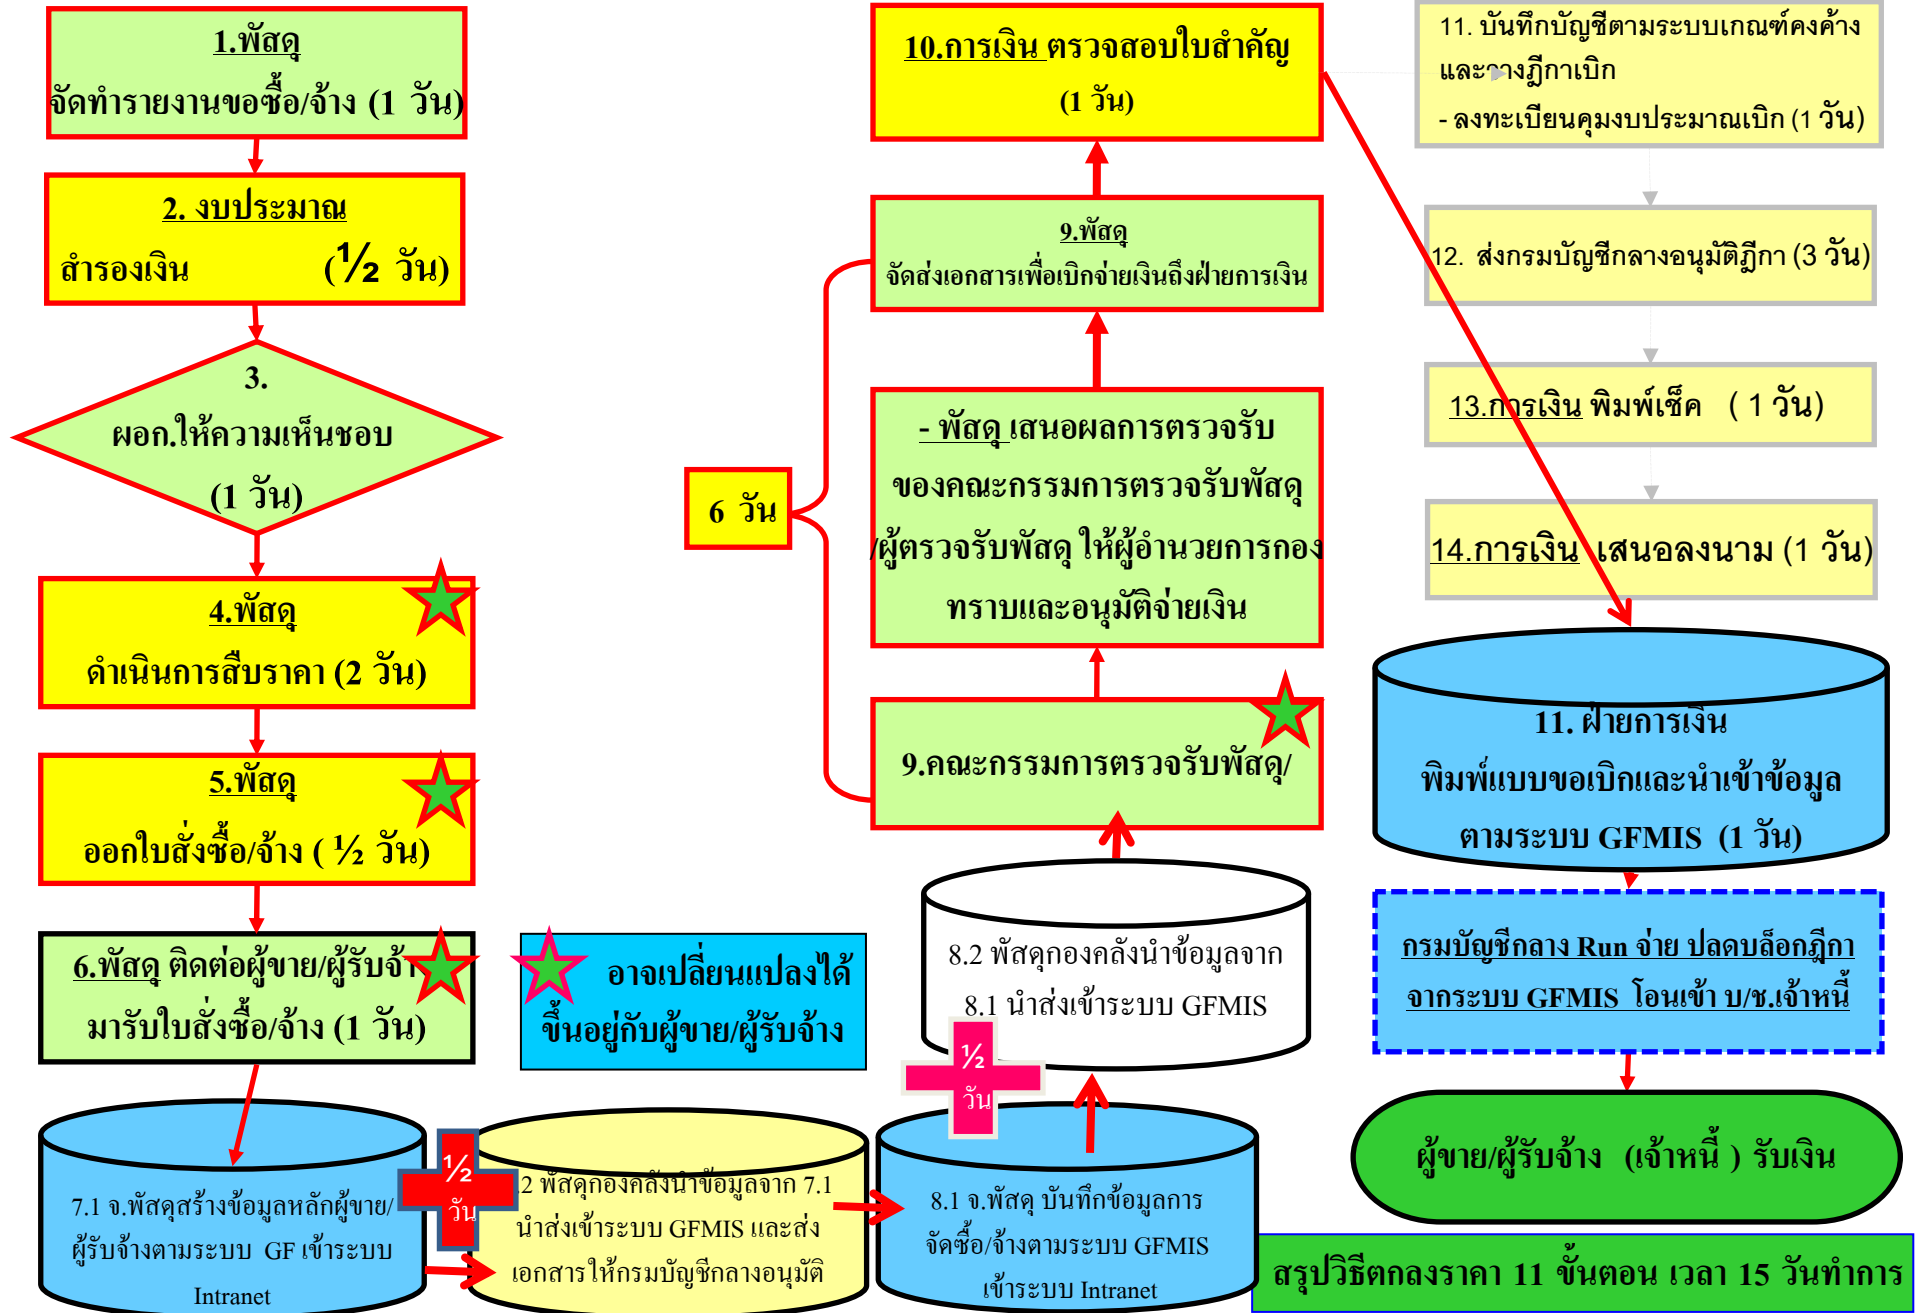 1.พัสดุ
จัดทำรายงานขอซื้อ/จ้าง (1 วัน)
2. งบประมาณ
สำรองเงิน (½ วัน)
3.
ผอก.ให้ความเห็นชอบ
(1 วัน)
4.พัสดุ
ดำเนินการสืบราคา (2 วัน)
5.พัสดุ
ออกใบสั่งซื้อ/จ้าง ( ½ วัน)
6.พัสดุ ติดต่อผู้ขาย/ผู้รับจ้า
มารับใบสั่งซื้อ/จ้าง (1 วัน)
อาจเปลี่ยนแปลงได้
ขึ้นอยู่กับผู้ขาย/ผู้รับจ้าง
7.1 จ.พัสดุสร้างข้อมูลหลักผู้ขาย/
ผู้รับจ้างตามระบบ GF เข้าระบบ
Intranet
½
วัน
.2 พัสดุกองคลังนำข้อมูลจาก 7.1
นำส่งเข้าระบบ GFMIS และส่ง
เอกสารให้กรมบัญชีกลางอนุมัติ
8.1 จ.พัสดุ บันทึกข้อมูลการ
จัดซื้อ/จ้างตามระบบ GFMIS
เข้าระบบ Intranet
½
วัน
8.2 พัสดุกองคลังนำข้อมูลจาก
8.1 นำส่งเข้าระบบ GFMIS
9.คณะกรรมการตรวจรับพัสดุ/
- พัสดุ เสนอผลการตรวจรับ
ของคณะกรรมการตรวจรับพัสดุ
/ผู้ตรวจรับพัสดุ ให้ผู้อำนวยการกอง
ทราบและอนุมัติจ่ายเงิน
6 วัน
9.พัสดุ
จัดส่งเอกสารเพื่อเบิกจ่ายเงินถึงฝ่ายการเงิน
10.การเงิน ตรวจสอบใบสำคัญ
(1 วัน)
11. บันทึกบัญชีตามระบบเกณฑ์คงค้าง
และวางฎีกาเบิก
- ลงทะเบียนคุมงบประมาณเบิก (1 วัน)
12. ส่งกรมบัญชีกลางอนุมัติฎีกา (3 วัน)
13.การเงิน พิมพ์เช็ค ( 1 วัน)
14.การเงิน เสนอลงนาม (1 วัน)
11. ฝ่ายการเงิน
พิมพ์แบบขอเบิกและนำเข้าข้อมูล
ตามระบบ GFMIS (1 วัน)
กรมบัญชีกลาง Run จ่าย ปลดบล็อกฎีกา
จากระบบ GFMIS โอนเข้า บ/ช.เจ้าหนี้
ผู้ขาย/ผู้รับจ้าง (เจ้าหนี้ ) รับเงิน
สรุปวิธีตกลงราคา 11 ขั้นตอน เวลา 15 วันทำการ